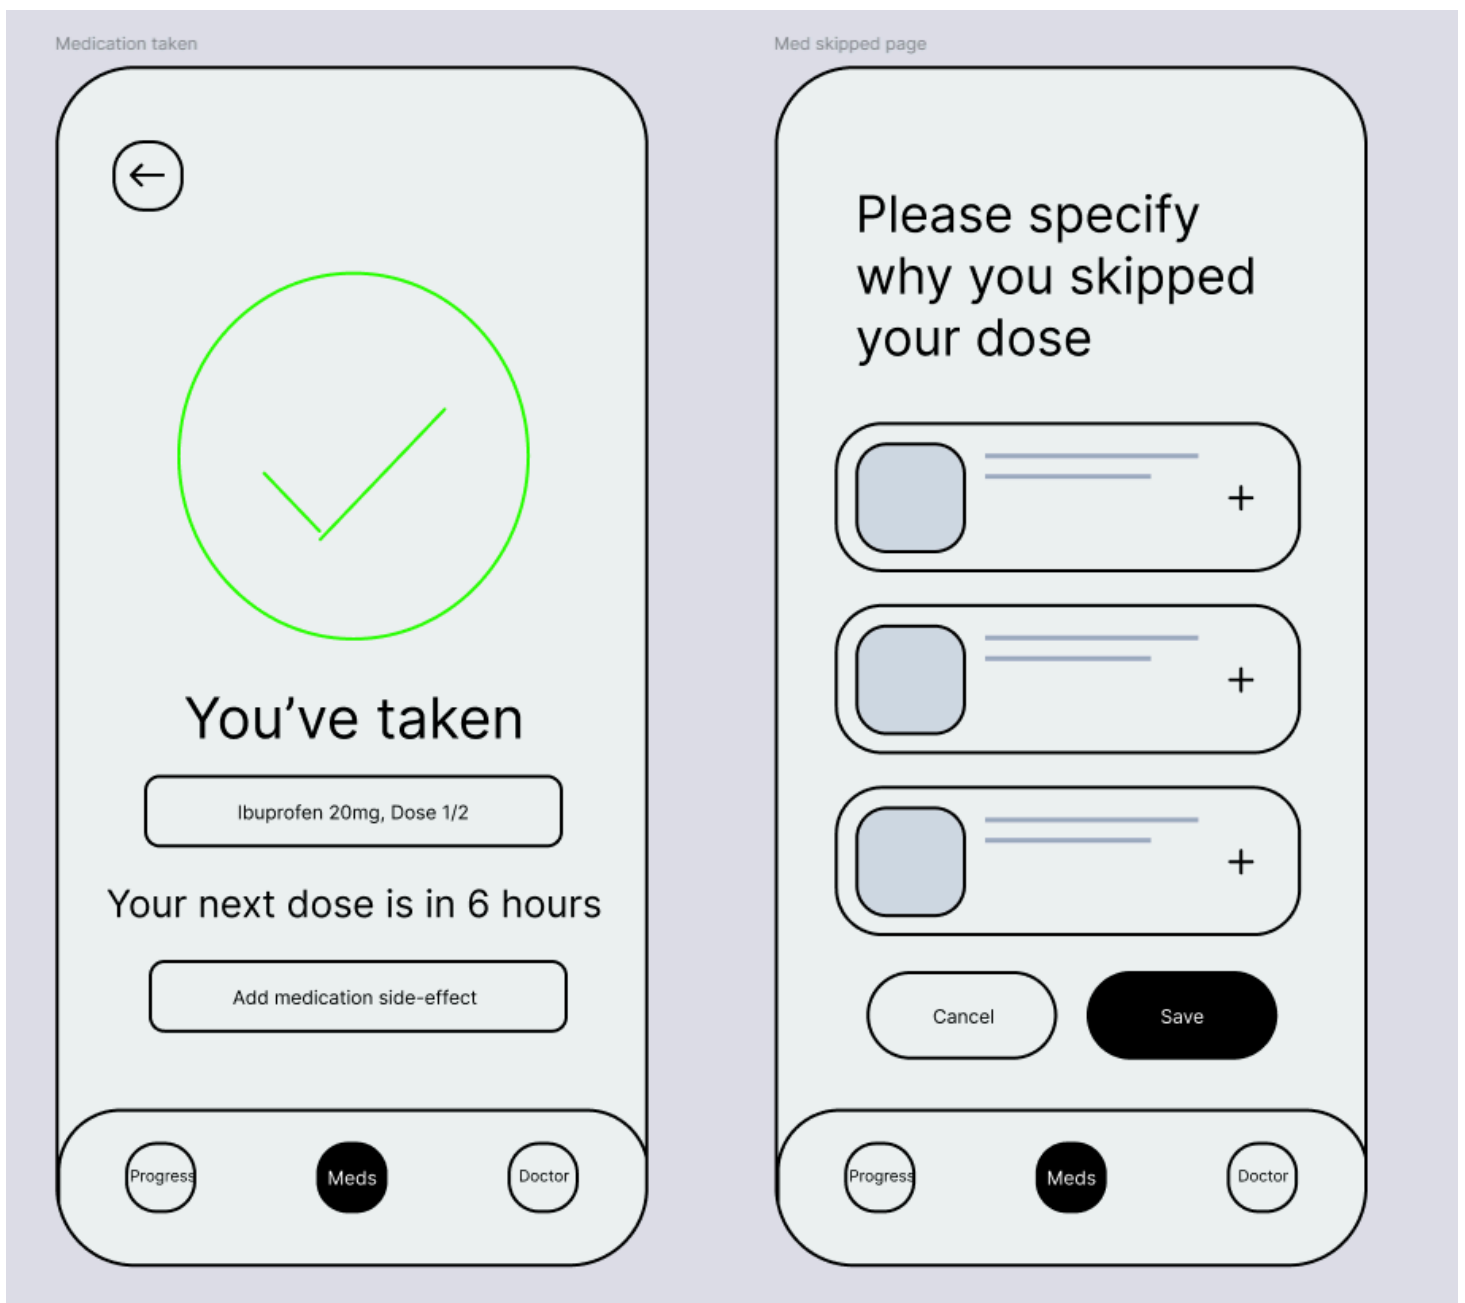 Medication taken
You’ve taken
Ibuprofen 20mg, Dose 1/2
Your next dose is in 6 hours
Add medication side-effect
Progress
Meds
Doctor
Med skipped page
Please specify
why you skipped
your dose
Cancel
Save
Progress
Meds
Doctor